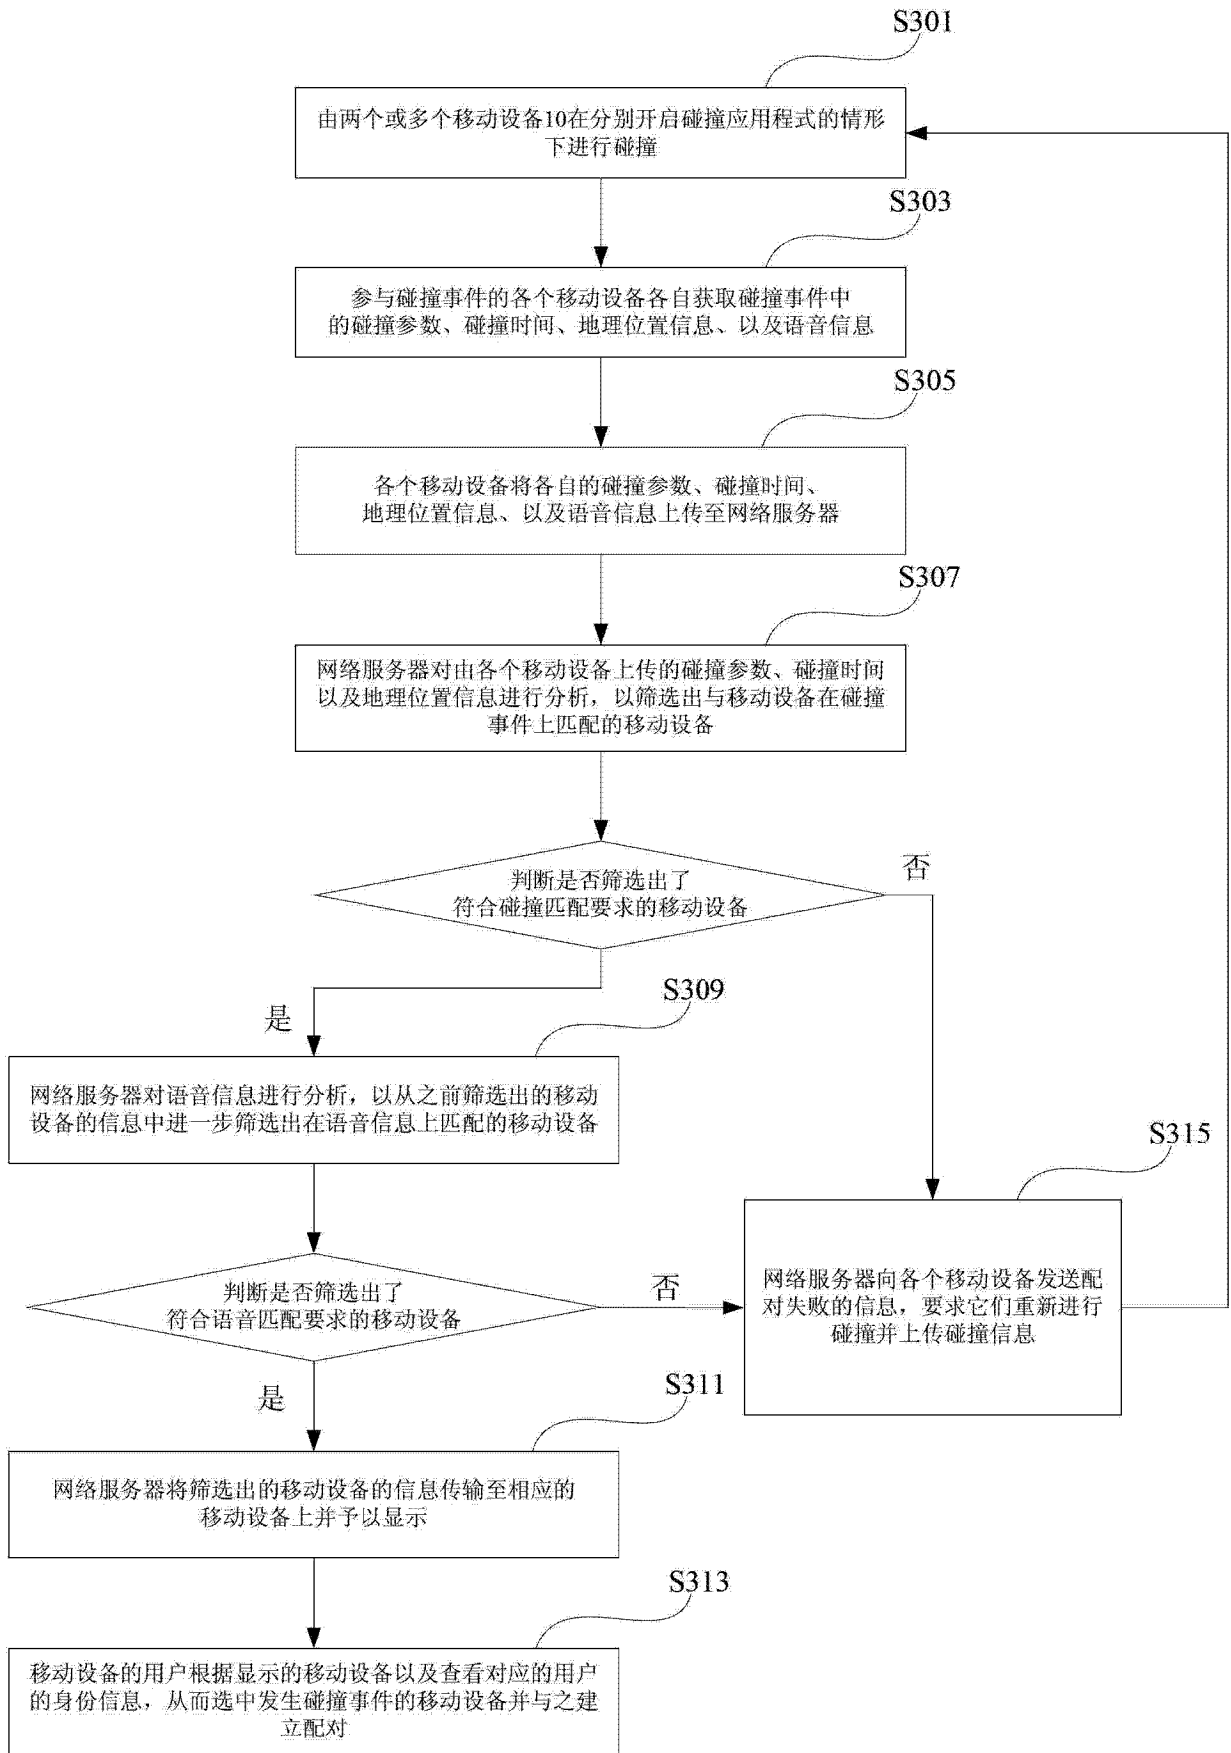 S301
由两个或多个移动设备10在分别开启碰撞应用程式的情形
下进行碰撞
S303
参与碰撞事件的各个移动设备各自获取碰撞事件中
的碰撞参数、碰撞时间、地理位置信息、以及语音信息
S305
各个移动设备将各自的碰撞参数、碰撞时间、
地理位置信息、以及语音信息上传至网络服务器
S307
网络服务器对由各个移动设备上传的碰撞参数、碰撞时间
以及地理位置信息进行分析，以筛选出与移动设备在碰撞
事件上匹配的移动设备
判断是否筛选出了
符合碰撞匹配要求的移动设备
否
是
S309
网络服务器对语音信息进行分析，以从之前筛选出的移动
设备的信息中进一步筛选出在语音信息上匹配的移动设备
S315
网络服务器向各个移动设备发送配
对失败的信息，要求它们重新进行
碰撞并上传碰撞信息
判断是否筛选出了
符合语音匹配要求的移动设备
否
是
S311
网络服务器将筛选出的移动设备的信息传输至相应的
移动设备上并予以显示
S313
移动设备的用户根据显示的移动设备以及查看对应的用户
的身份信息，从而选中发生碰撞事件的移动设备并与之建
立配对